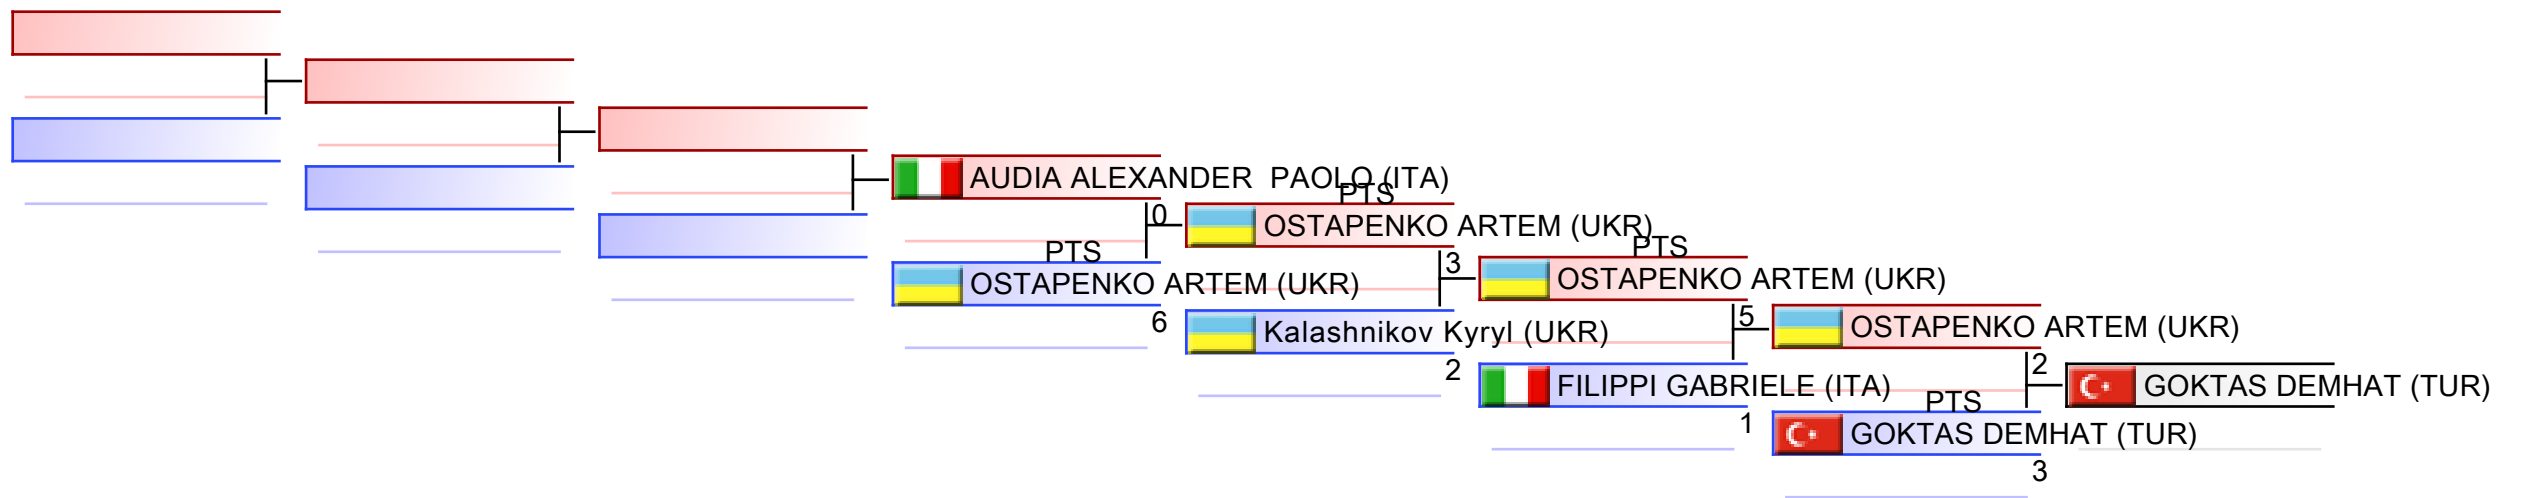 AUDIA ALEXANDER  PAOLO (ITA)
PTS
0
OSTAPENKO ARTEM (UKR)
PTS
OSTAPENKO ARTEM (UKR)
6
PTS
3
OSTAPENKO ARTEM (UKR)
Kalashnikov Kyryl (UKR)
2
5
OSTAPENKO ARTEM (UKR)
FILIPPI GABRIELE (ITA)
1
2
GOKTAS DEMHAT (TUR)
PTS
GOKTAS DEMHAT (TUR)
3